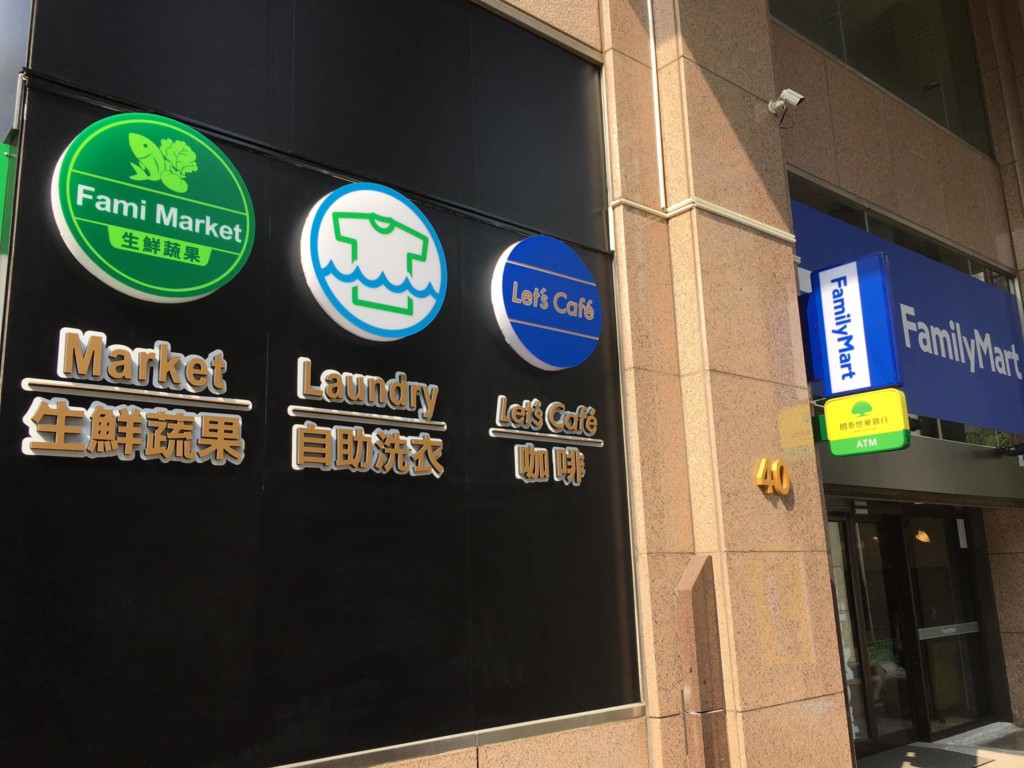 Fami Market
生鮮蔬果
Market
生鮮蔬果
Laundry
自助洗衣
Let's Café
Let's Café
咖啡
FamilyMart
FamilyMart
國泰世華銀行
ATM
40